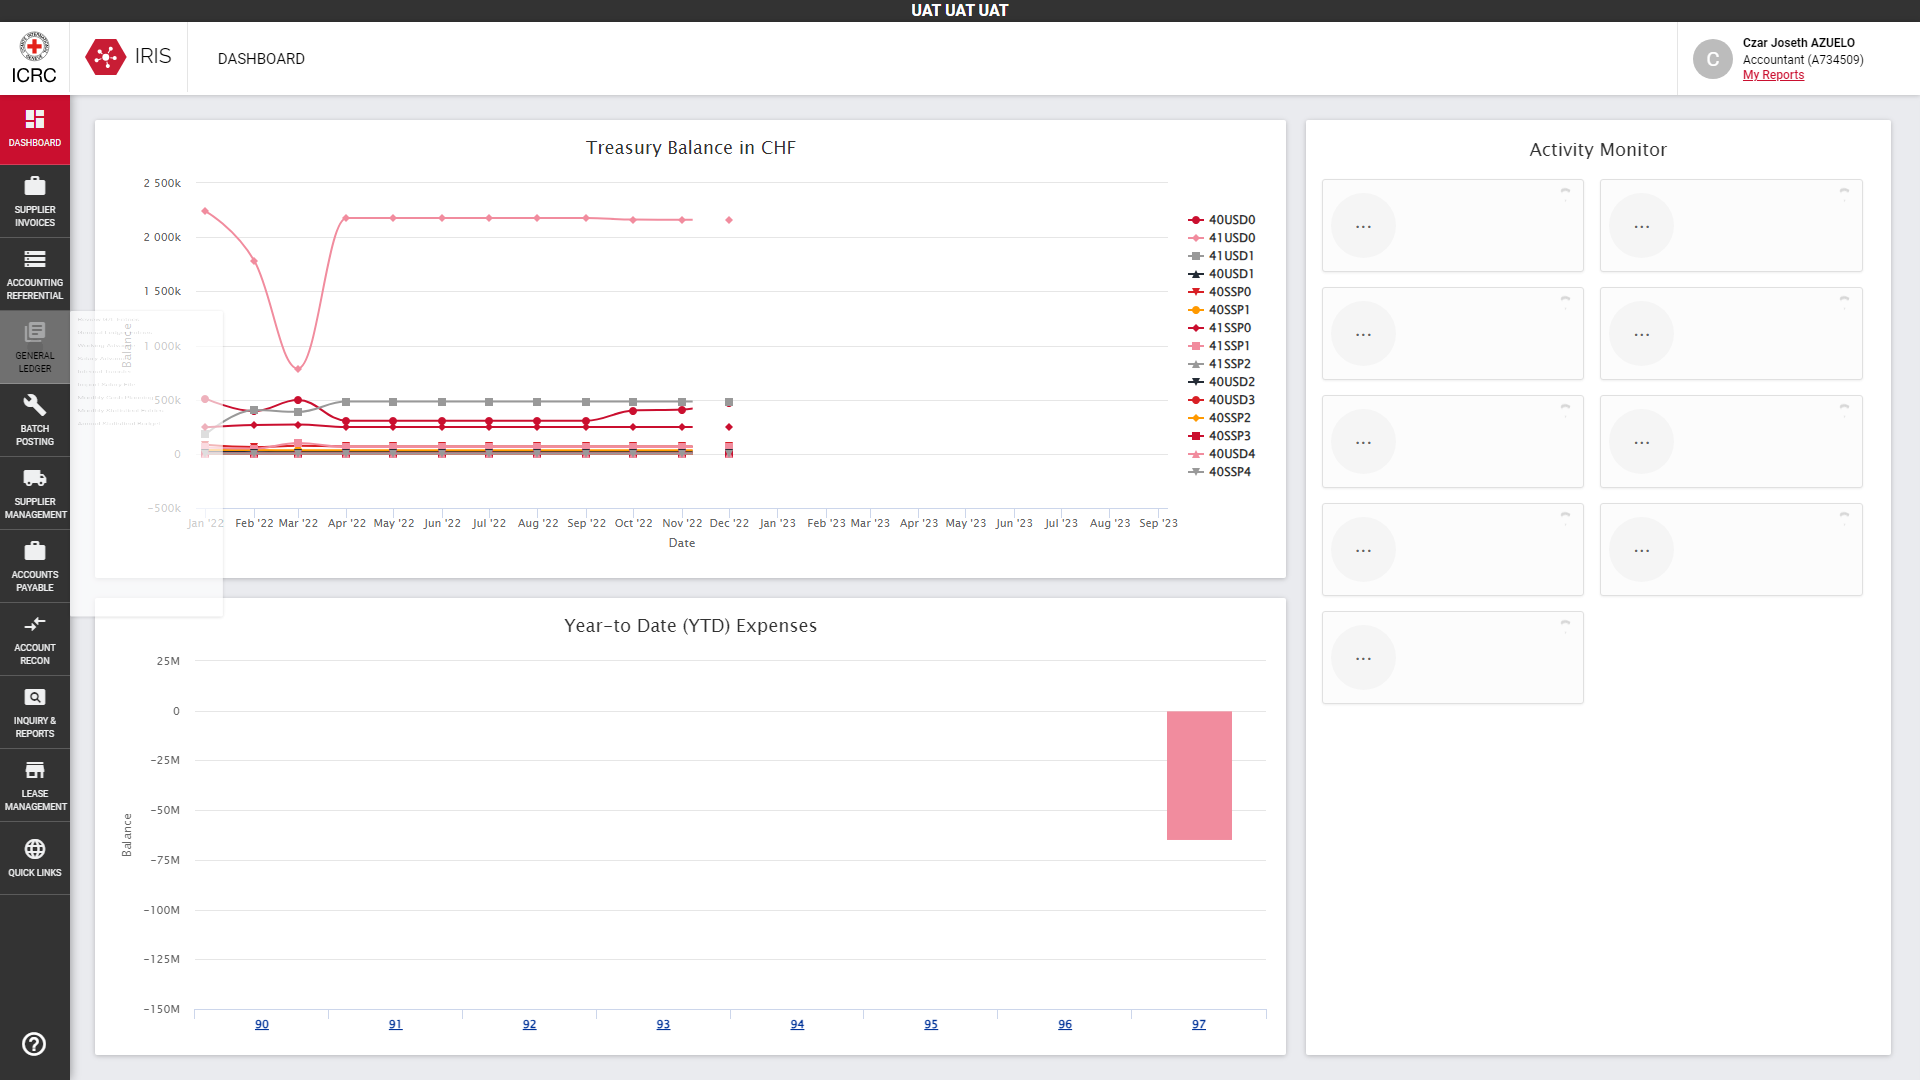 UAT UAT UAT
ICRC
IRIS
DASHBOARD
Czar Joseth AZUELO
Accountant (A734509)
My Reports
C
DASHBOARD
SUPPLIER
INVOICES
ACCOUNTING
REFERENTIAL
GENERAL
LEDGER
BATCH
POSTING
SUPPLIER
MANAGEMENT
ACCOUNTS
PAYABLE
ACCOUNT
RECON
INQUIRY &
REPORTS
LEASE
MANAGEMENT
QUICK LINKS
Treasury Balance in CHF
2 500k
2 000k
1 500k
1 000k
500k
0
−500k
Balance
Jan '22 Feb '22 Mar '22 Apr '22 May '22 Jun '22 Jul '22 Aug '22 Sep '22 Oct '22 Nov '22 Dec '22 Jan '23 Feb '23 Mar '23 Apr '23 May '23 Jun '23 Jul '23 Aug '23 Sep '23
Date
40USD0
41USD0
41USD1
40USD1
40SSP0
40SSP1
41SSP0
41SSP1
41SSP2
40USD2
40USD3
40SSP2
40SSP3
40USD4
40SSP4
Year-to Date (YTD) Expenses
25M
0
−25M
−50M
−75M
−100M
−125M
−150M
Balance
90 91 92 93 94 95 96 97
Activity Monitor
... ...
... ...
... ...
... ...
...